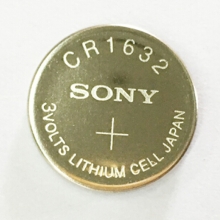 CR1632
SONY
+
3VOLTS LITHIUM CELL JAPAN